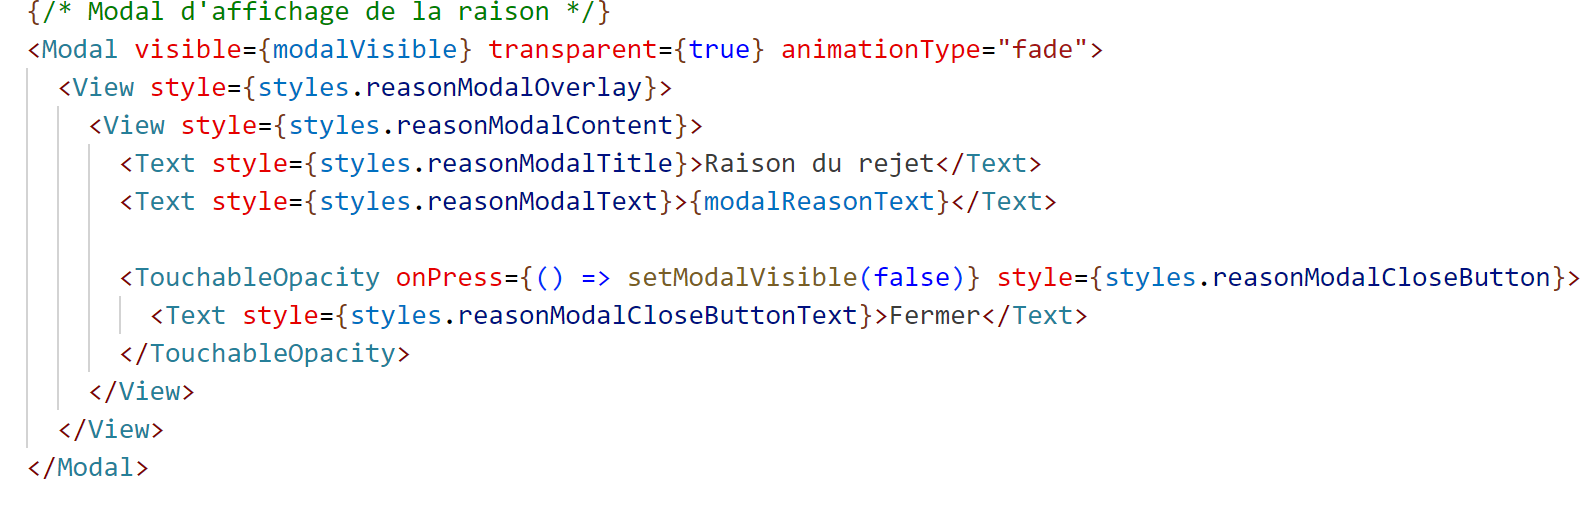 {/* Modal d'affichage de la raison */}
<Modal visible={modalVisible} transparent={true} animationType="fade">
<View style={styles.reasonModalOverlay}>
<View style={styles.reasonModalContent}>
<Text style={styles.reasonModalTitle}>Raison du rejet</Text>
<Text style={styles.reasonModalText}>{modalReasonText}</Text>
<TouchableOpacity onPress={() => setModalVisible(false)} style={styles.reasonModalCloseButton}>
<Text style={styles.reasonModalCloseButtonText}>Fermer</Text>
</TouchableOpacity>
</View>
</View>
</Modal>